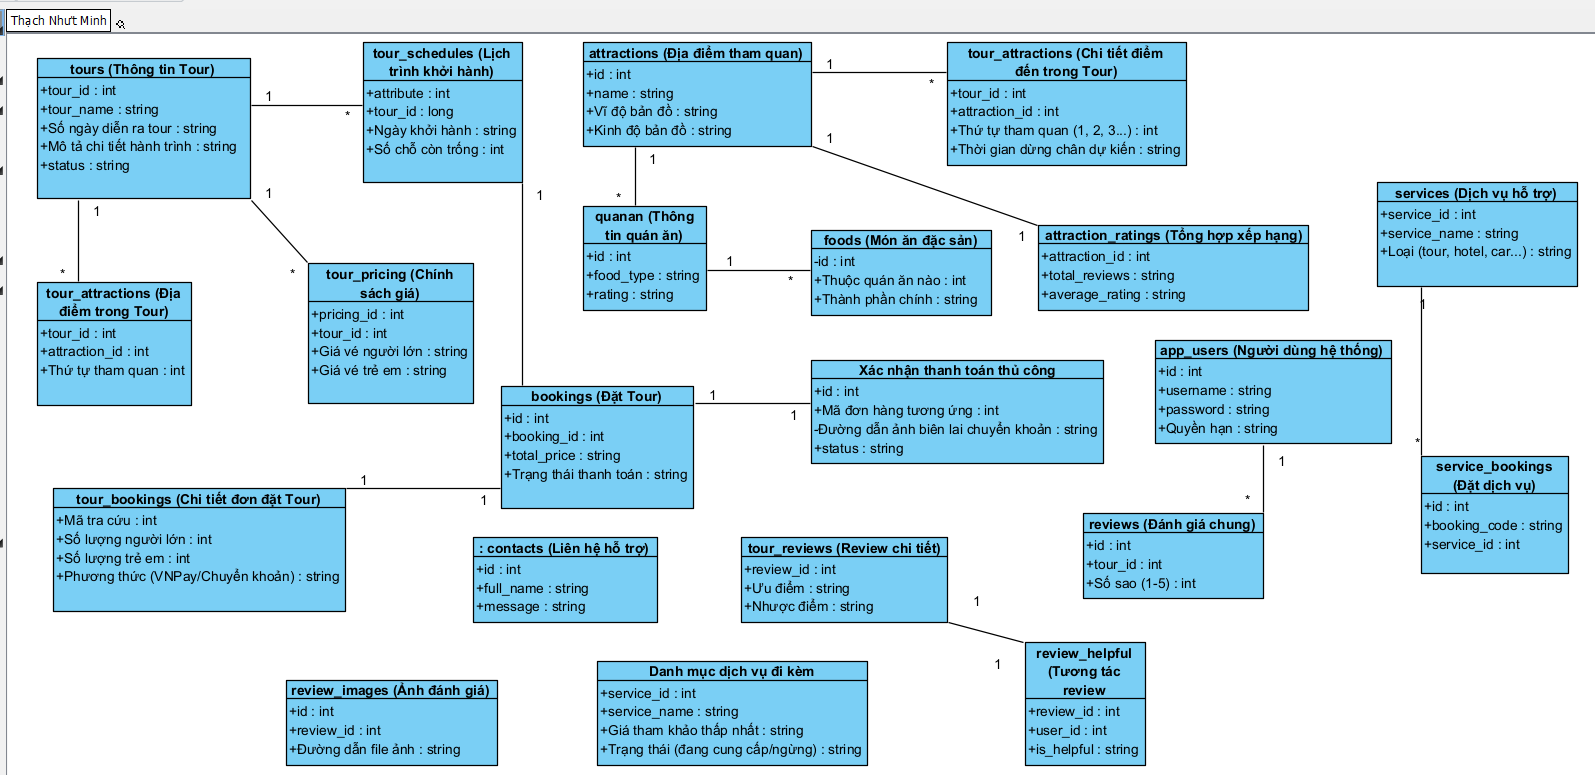 Thạch Nhựt Minh
tours (Thông tin Tour)
+tour_id : int
+tour_name : string
+Số ngày diễn ra tour : string
+Mô tả chi tiết hành trình : string
+status : string
1
*
1
*
1
*
tour_schedules (Lịch
trình khởi hành)
+attribute : int
+tour_id : long
+Ngày khởi hành : string
+Số chỗ còn trống : int
1
attractions (Địa điểm tham quan)
+id : int
+name : string
+Vĩ độ bản đồ : string
+Kinh độ bản đồ : string
1
*
1
1
1
*
tour_attractions (Chi tiết điểm
đến trong Tour)
+tour_id : int
+attraction_id : int
+Thứ tự tham quan (1, 2, 3...) : int
+Thời gian dừng chân dự kiến : string
services (Dịch vụ hỗ trợ)
+service_id : int
+service_name : string
+Loại (tour, hotel, car...) : string
1
*
quanan (Thông
tin quán ăn)
+id : int
+food_type : string
+rating : string
1
*
foods (Món ăn đặc sản)
-id : int
+Thuộc quán ăn nào : int
+Thành phần chính : string
attraction_ratings (Tổng hợp xếp hạng)
+attraction_id : int
+total_reviews : string
+average_rating : string
tour_attractions (Địa
điểm trong Tour)
+tour_id : int
+attraction_id : int
+Thứ tự tham quan : int
tour_pricing (Chính
sách giá)
+pricing_id : int
+tour_id : int
+Giá vé người lớn : string
+Giá vé trẻ em : string
bookings (Đặt Tour)
+id : int
+booking_id : int
+total_price : string
+Trạng thái thanh toán : string
1
1
1
1
Xác nhận thanh toán thủ công
+id : int
+Mã đơn hàng tương ứng : int
-Đường dẫn ảnh biên lai chuyển khoản : string
+status : string
app_users (Người dùng hệ thống)
+id : int
+username : string
+password : string
+Quyền hạn : string
1
*
service_bookings
(Đặt dịch vụ)
+id : int
+booking_code : string
+service_id : int
tour_bookings (Chi tiết đơn đặt Tour)
+Mã tra cứu : int
+Số lượng người lớn : int
+Số lượng trẻ em : int
+Phương thức (VNPay/Chuyển khoản) : string
: contacts (Liên hệ hỗ trợ)
+id : int
+full_name : string
+message : string
tour_reviews (Review chi tiết)
+review_id : int
+Ưu điểm : string
+Nhược điểm : string
1
1
reviews (Đánh giá chung)
+id : int
+tour_id : int
+Số sao (1-5) : int
review_images (Ảnh đánh giá)
+id : int
+review_id : int
+Đường dẫn file ảnh : string
Danh mục dịch vụ đi kèm
+service_id : int
+service_name : string
+Giá tham khảo thấp nhất : string
+Trạng thái (đang cung cấp/ngừng) : string
review_helpful
(Tương tác
review
+review_id : int
+user_id : int
+is_helpful : string